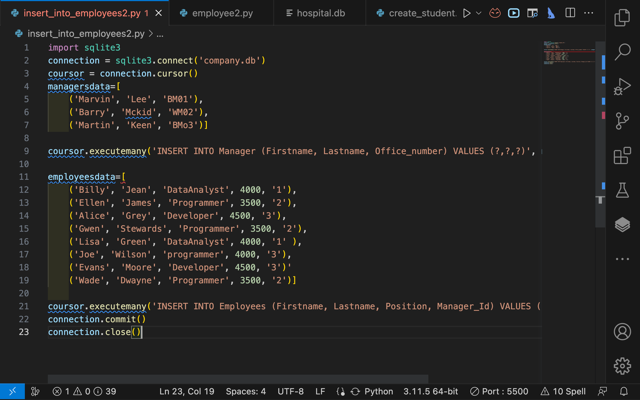 insert_into_employees2.py 1
employee2.py
hospital.db
create_student.
insert_into_employees2.py > ...
1 import sqlite3
2 connection = sqlite3.connect('company.db')
3 coursor = connection.cursor()
4 managersdata=[
5 ('Marvin', 'Lee', 'BM01'),
6 ('Barry', 'Mckid', 'WM02'),
7 ('Martin', 'Keen', 'BMo3')]
8
9 coursor.executemany('INSERT INTO Manager (Firstname, Lastname, Office_number) VALUES (?,?,?)',
10
11 employeesdata=[
12 ('Billy', 'Jean', 'DataAnalyst', 4000, '1'),
13 ('Ellen', 'James', 'Programmer', 3500, '2'),
14 ('Alice', 'Grey', 'Developer', 4500, '3'),
15 ('Gwen', 'Stewards', 'Programmer', 3500, '2'),
16 ('Lisa', 'Green', 'DataAnalyst', 4000, '1' ),
17 ('Joe', 'Wilson', 'programmer', 4000, '3'),
18 ('Evans', 'Moore', 'Developer', 4500, '3')'
19 ('Wade', 'Dwayne', 'Programmer', 3500, '2')]
20
21 coursor.executemany('INSERT INTO Employees (Firstname, Lastname, Position, Manager_Id) VALUES (
22 connection.commit()
23 connection.close()
1 0 39 Ln 23, Col 19 Spaces: 4 UTF-8 LF Python 3.11.5 64-bit Port : 5500 10 Spell